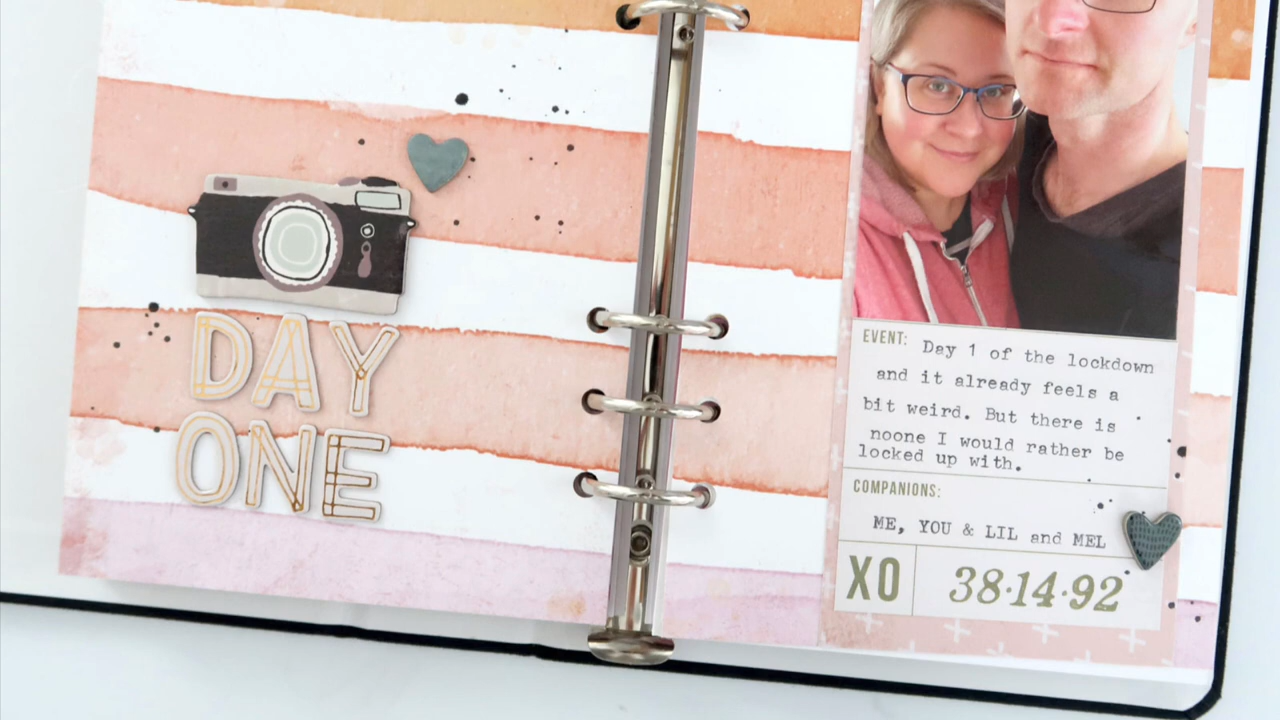 DAY
ONE
EVENT: Day 1 of the lockdown
and it already feels a
bit weird. But there is
noone I would rather be
locked up with.
COMPANIONS:
ME, YOU & LIL and MEL
XO 38·14·92